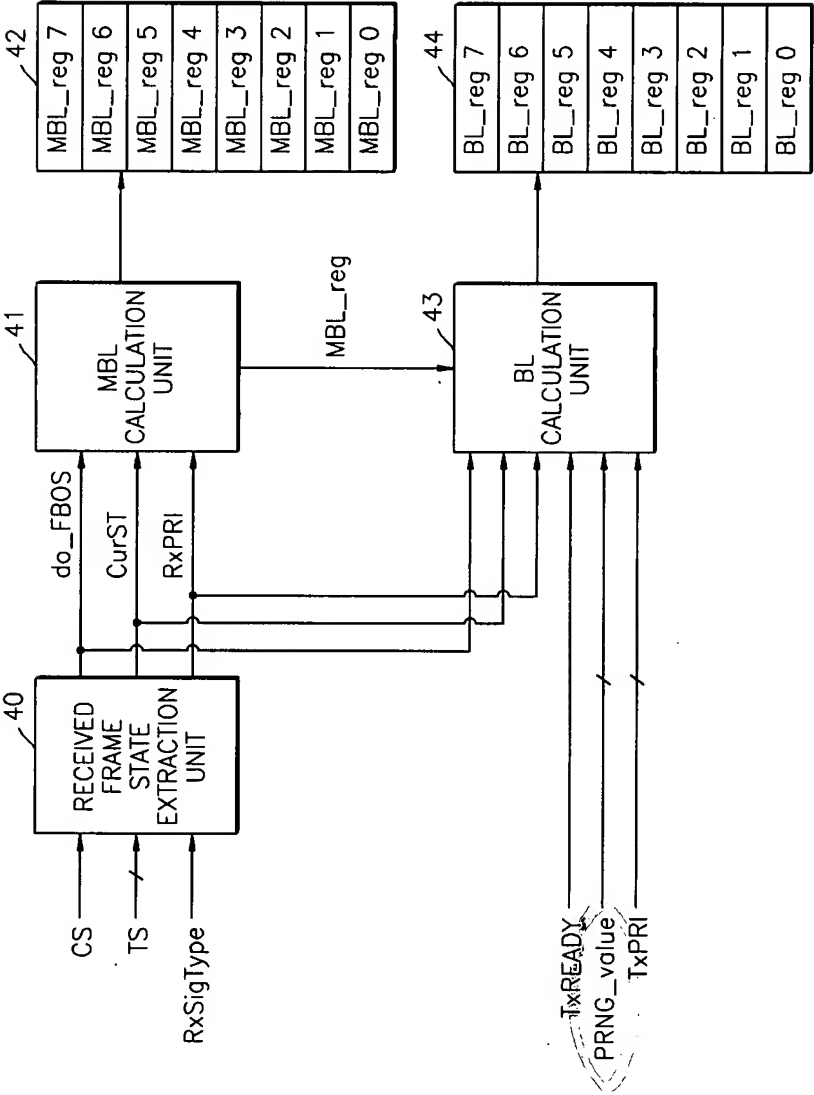 CS
TS
RxSigType
40
RECEIVED
FRAME
STATE
EXTRACTION
UNIT
do_FBOS
CurST
RxPRI
41
MBL
CALCULATION
UNIT
42
MBL_reg 7
MBL_reg 6
MBL_reg 5
MBL_reg 4
MBL_reg 3
MBL_reg 2
MBL_reg 1
MBL_reg 0
MBL_reg
TxREADY
PRNG_value
TxPRI
43
BL
CALCULATION
UNIT
44
BL_reg 7
BL_reg 6
BL_reg 5
BL_reg 4
BL_reg 3
BL_reg 2
BL_reg 1
BL_reg 0